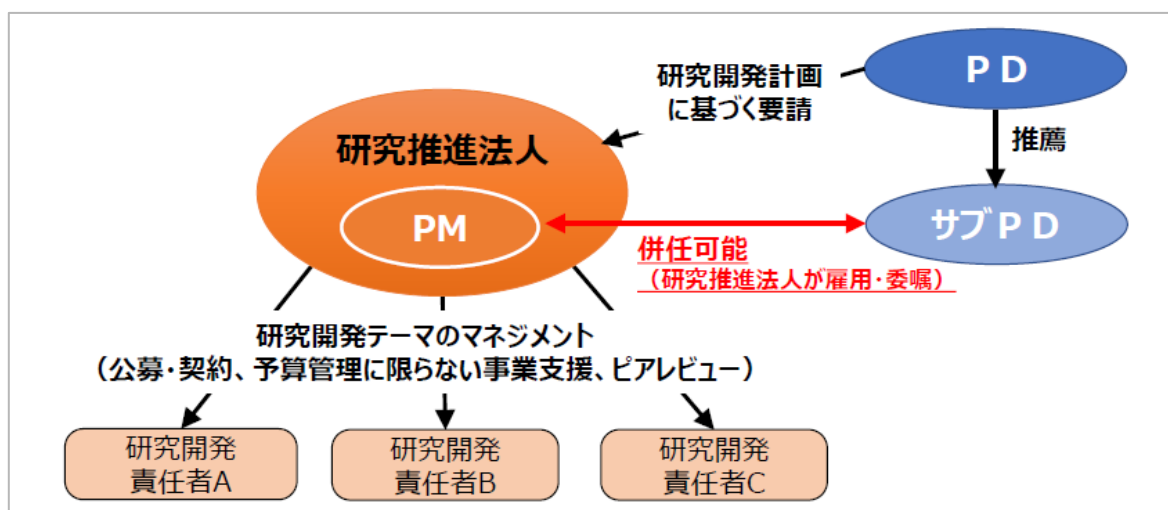 ＰＤ
研究開発計画
に基づく要請
推薦
研究推進法人
PM
サブＰＤ
併任可能
（研究推進法人が雇用・委嘱）
研究開発テーマのマネジメント
（公募・契約、予算管理に限らない事業支援、ピアレビュー）
研究開発
責任者A
研究開発
責任者B
研究開発
責任者C